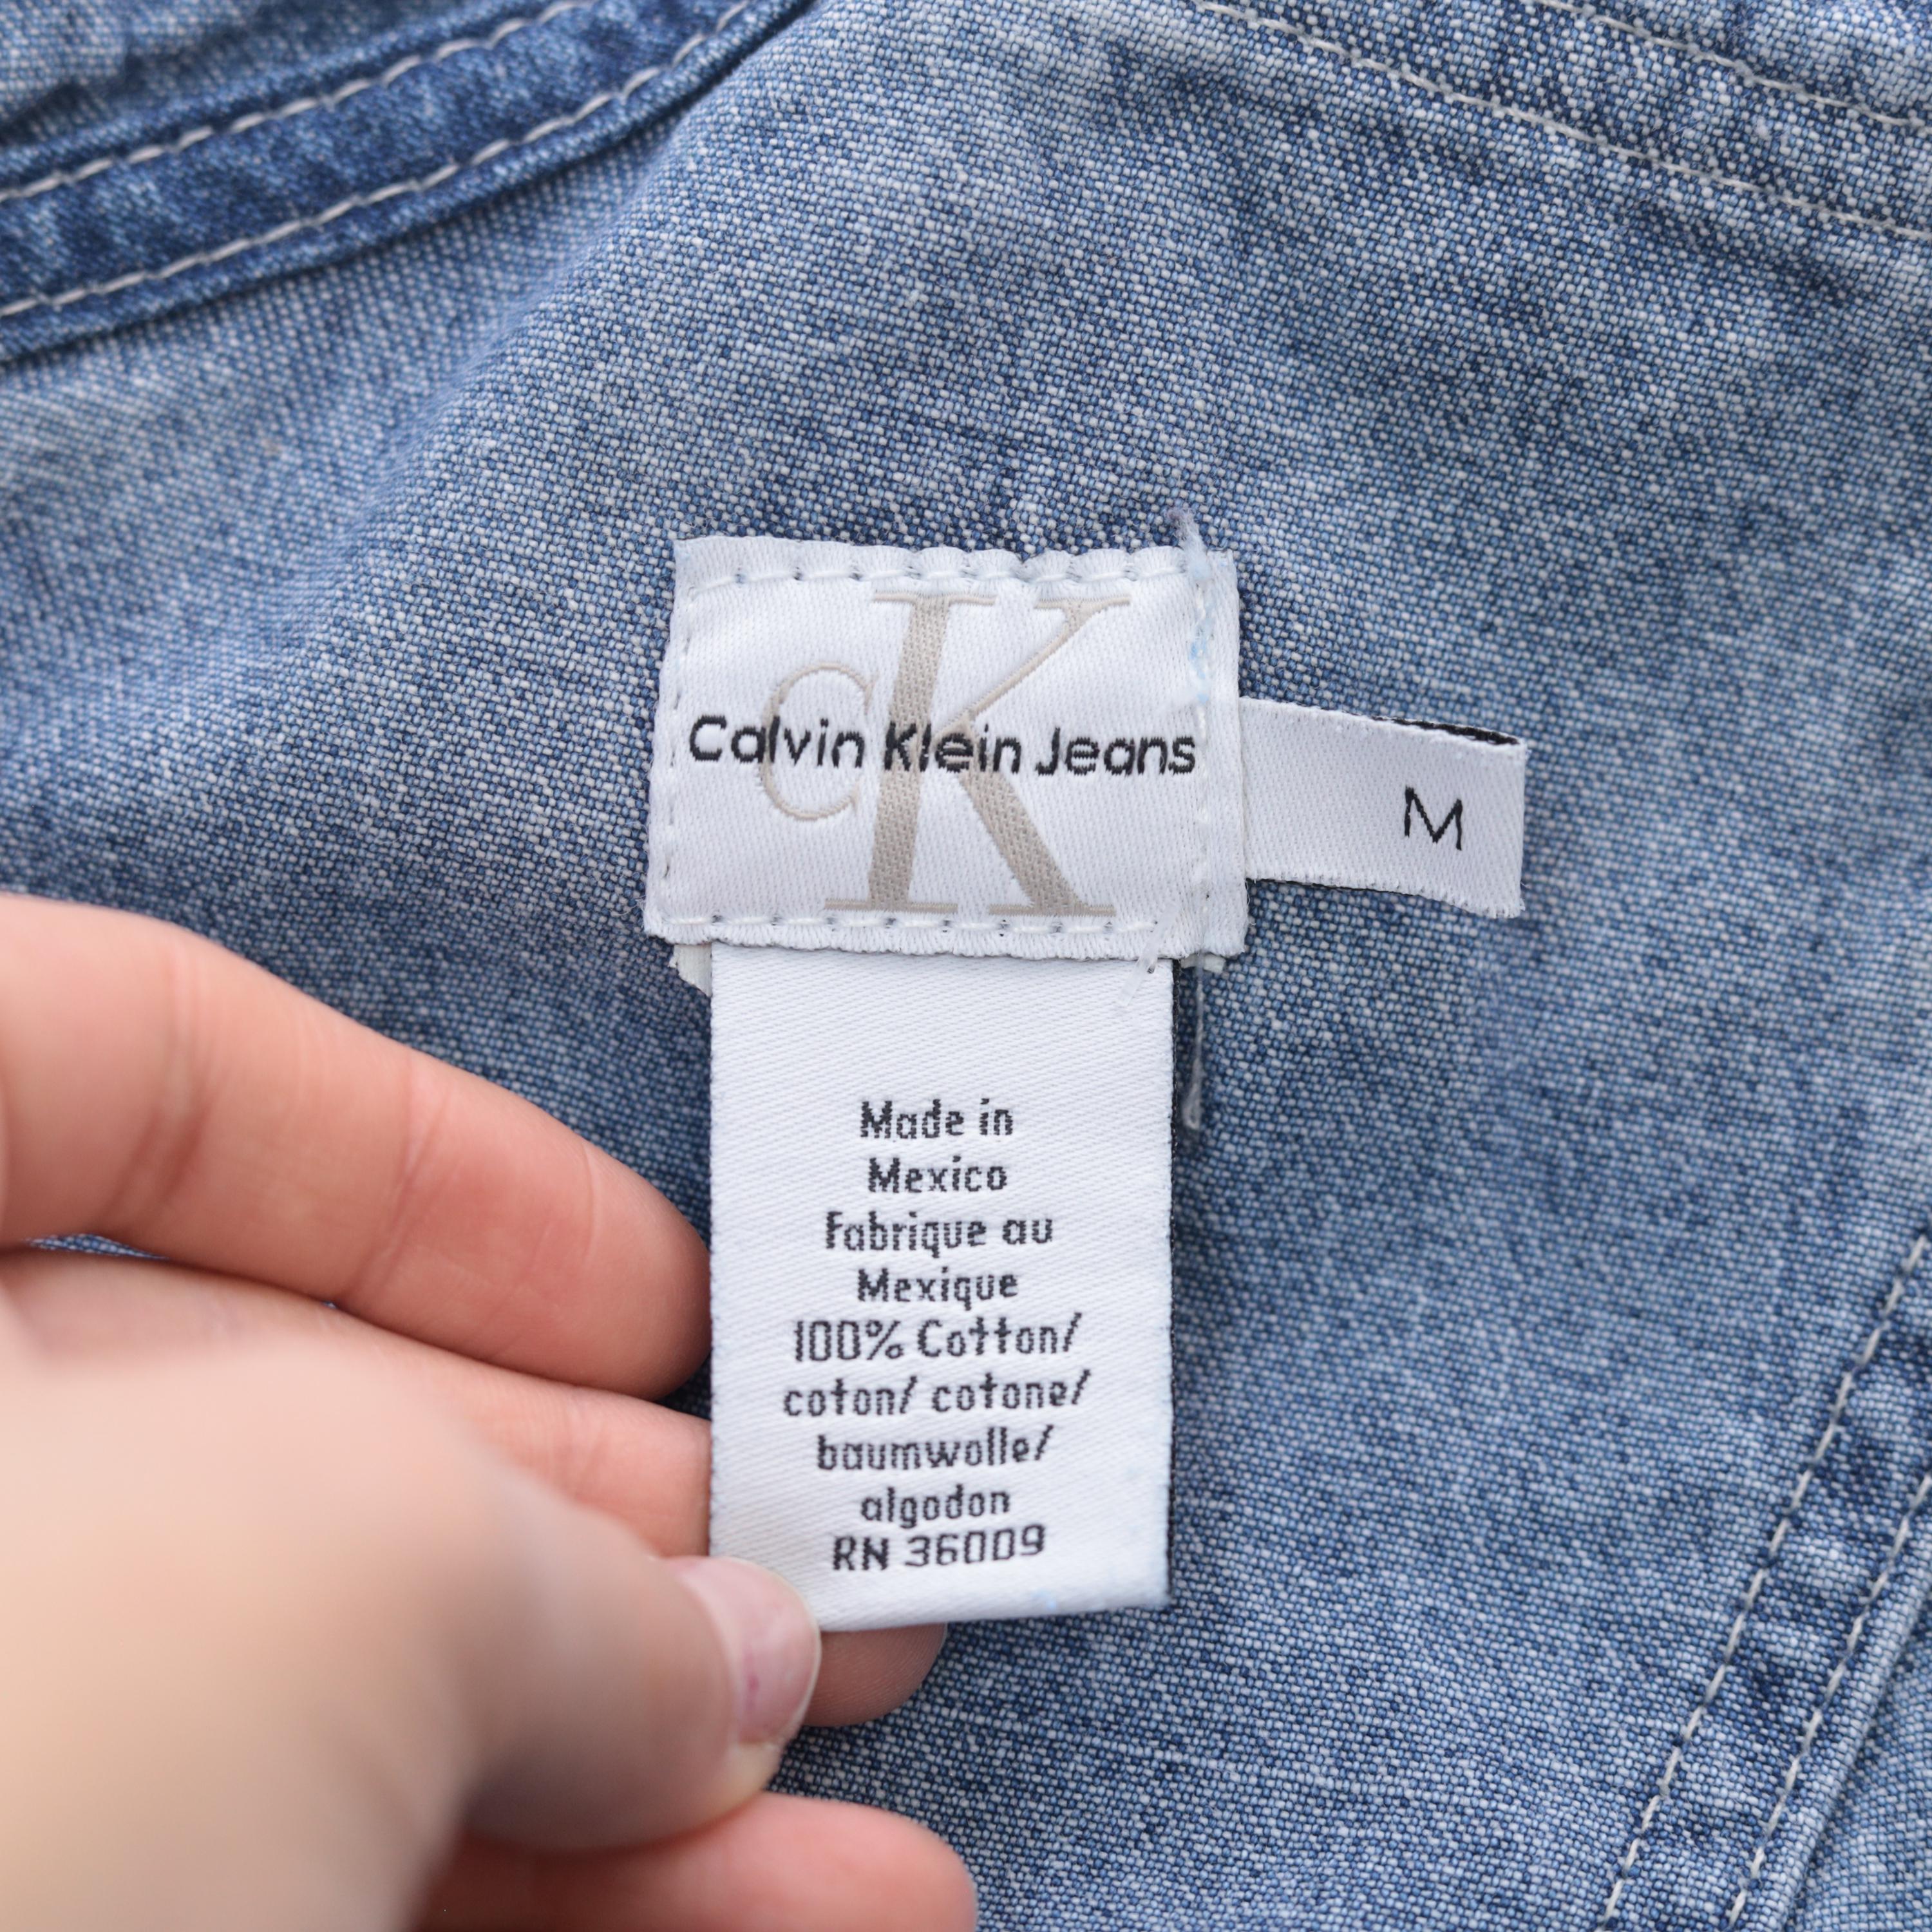 CK
Calvin Klein Jeans
M
Made in
Mexico
Fabrique au
Mexique
100% Cotton/
coton/ cotone/
baumwolle/
algodon
RN 36009